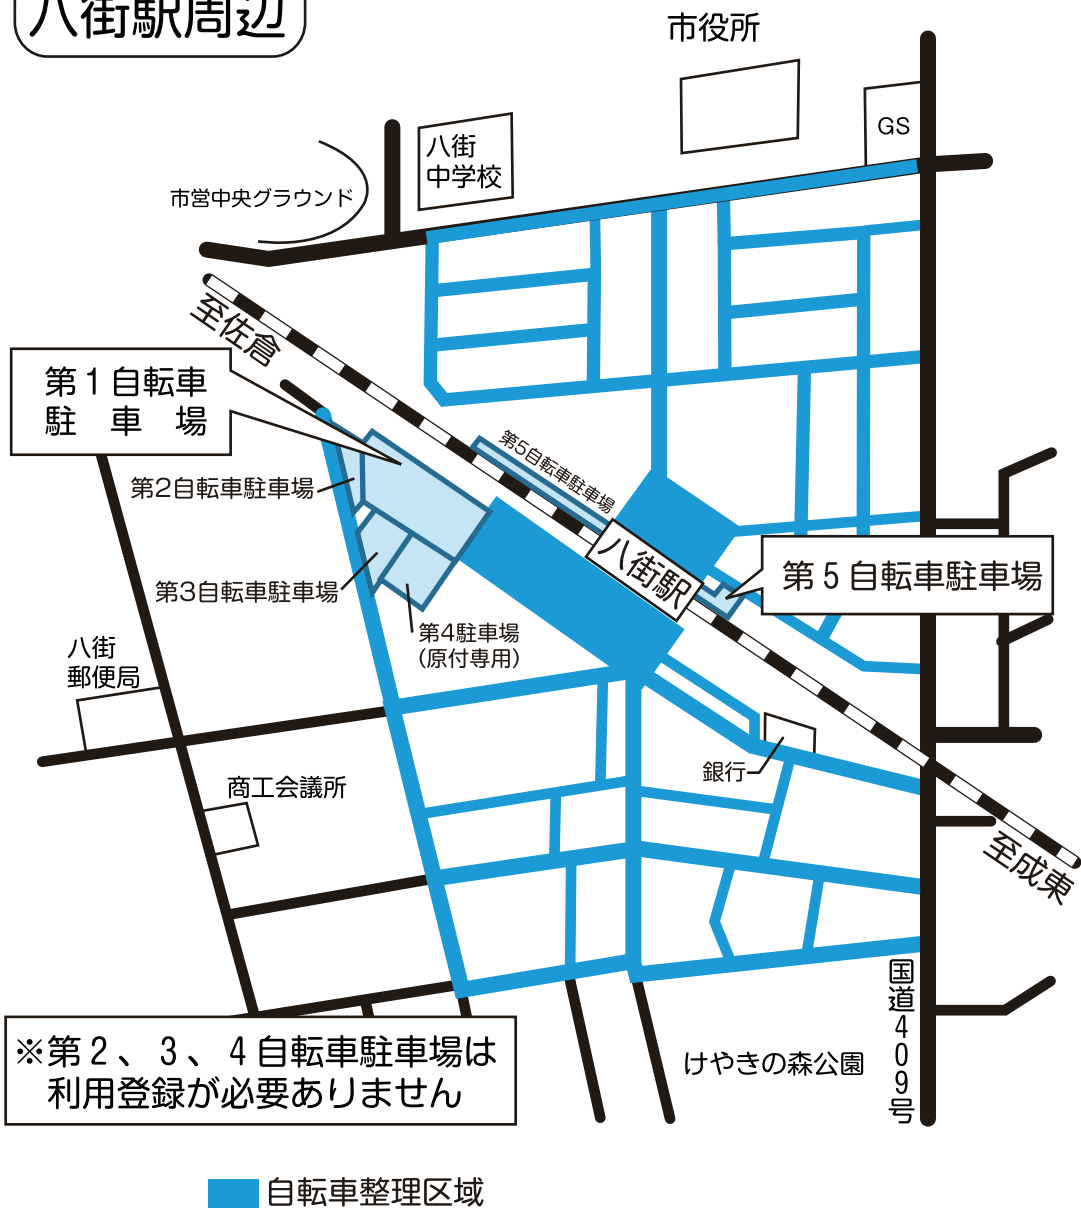 八街駅周辺
市役所
GS
八街
中学校
市営中央グラウンド
至佐倉
第1自転車
駐車場
第5自転車駐車場
第2自転車駐車場
八街駅
第5自転車駐車場
第3自転車駐車場
第4駐車場
(原付専用)
八街
郵便局
銀行
商工会議所
至成東
国道409号
※第2、3、4自転車駐車場は
利用登録が必要ありません
けやきの森公園
自転車整理区域